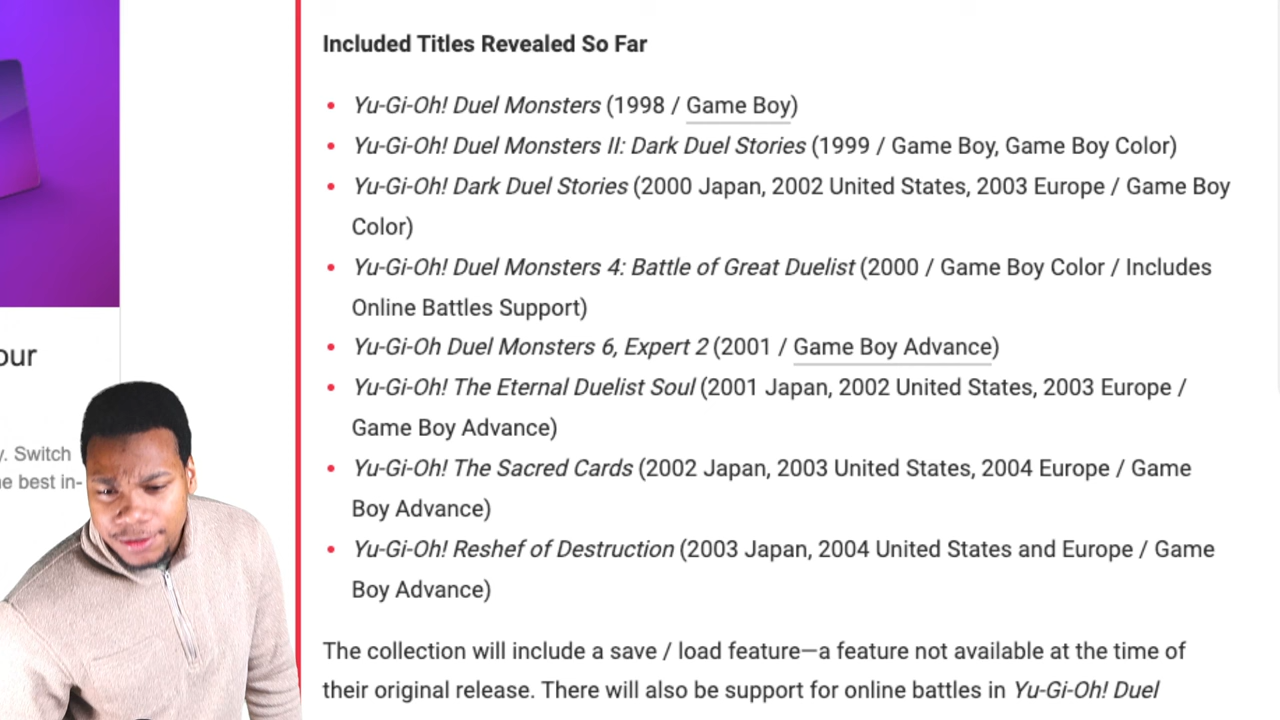 Included Titles Revealed So Far
Yu-Gi-Oh! Duel Monsters (1998 / Game Boy)
Yu-Gi-Oh! Duel Monsters II: Dark Duel Stories (1999 / Game Boy, Game Boy Color)
Yu-Gi-Oh! Dark Duel Stories (2000 Japan, 2002 United States, 2003 Europe / Game Boy
Color)
Yu-Gi-Oh! Duel Monsters 4: Battle of Great Duelist (2000 / Game Boy Color / Includes
Online Battles Support)
Yu-Gi-Oh Duel Monsters 6, Expert 2 (2001 / Game Boy Advance)
Yu-Gi-Oh! The Eternal Duelist Soul (2001 Japan, 2002 United States, 2003 Europe /
Game Boy Advance)
Yu-Gi-Oh! The Sacred Cards (2002 Japan, 2003 United States, 2004 Europe / Game
Boy Advance)
Yu-Gi-Oh! Reshef of Destruction (2003 Japan, 2004 United States and Europe / Game
Boy Advance)
The collection will include a save / load feature—a feature not available at the time of
their original release. There will also be support for online battles in Yu-Gi-Oh! Duel
Switch
best in-